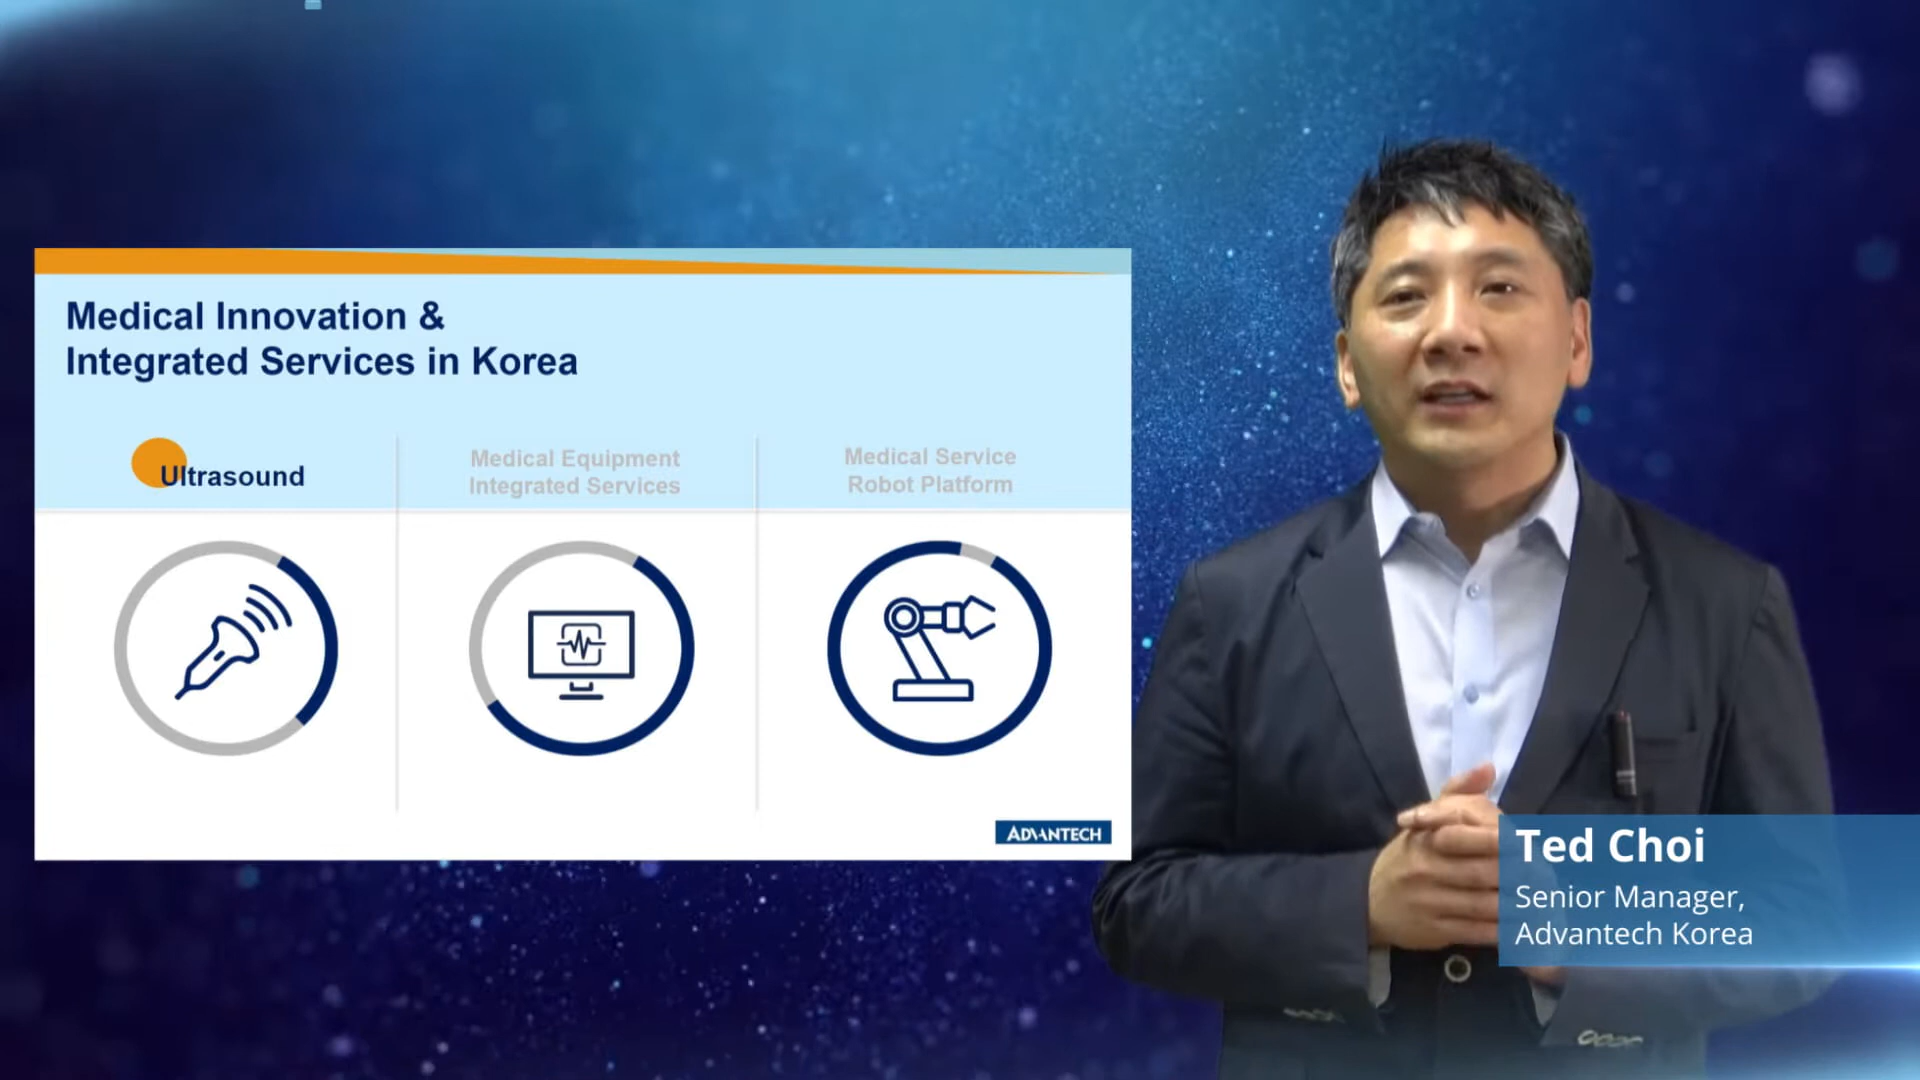 Medical Innovation &
Integrated Services in Korea
Ultrasound
Medical Equipment
Integrated Services
Medical Service
Robot Platform
ADVANTECH
Ted Choi
Senior Manager,
Advantech Korea